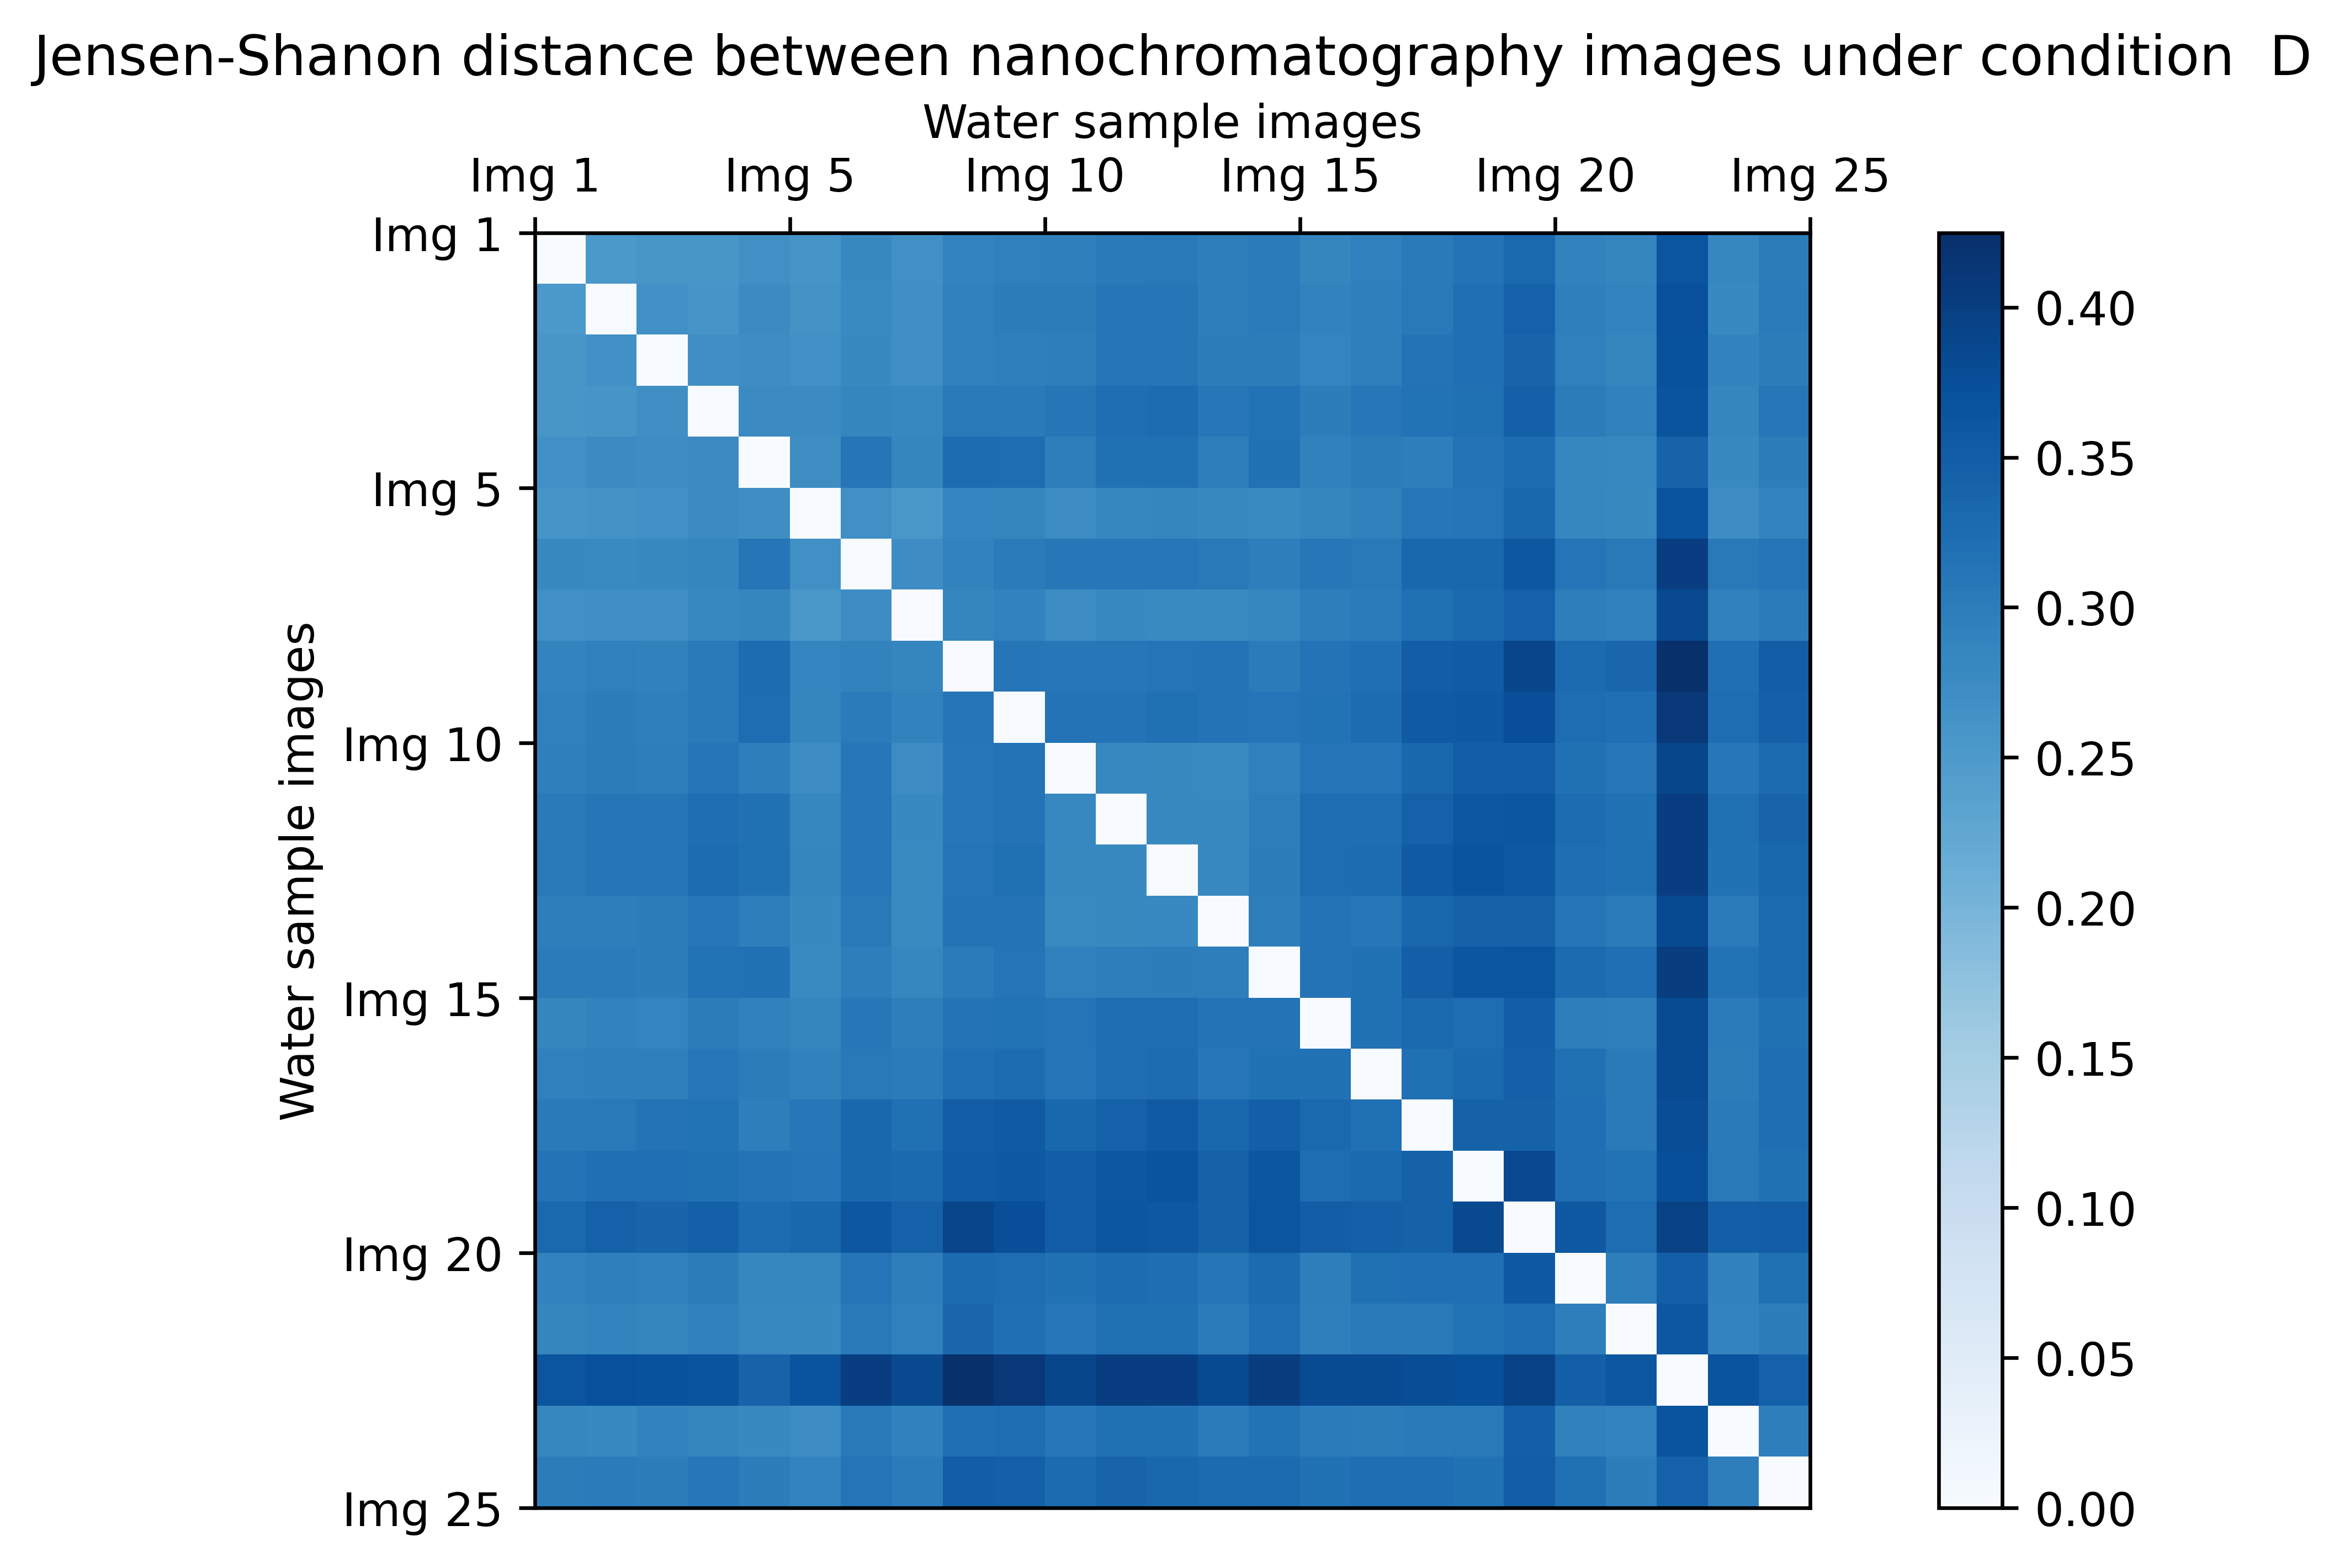 Jensen-Shanon distance between nanochromatography images under condition  D
Water sample images
Img 1 Img 5 Img 10 Img 15 Img 20 Img 25
Img 1
Img 5
Img 10
Img 15
Img 20
Img 25
Water sample images
0.40
0.35
0.30
0.25
0.20
0.15
0.10
0.05
0.00